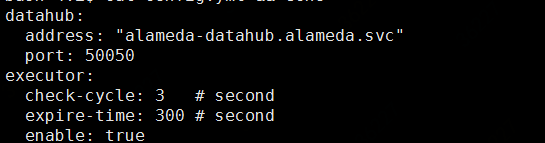 datahub:
  address: "alameda-datahub.alameda.svc"
  port: 50050
executor:
  check-cycle: 3   # second
  expire-time: 300 # second
  enable: true